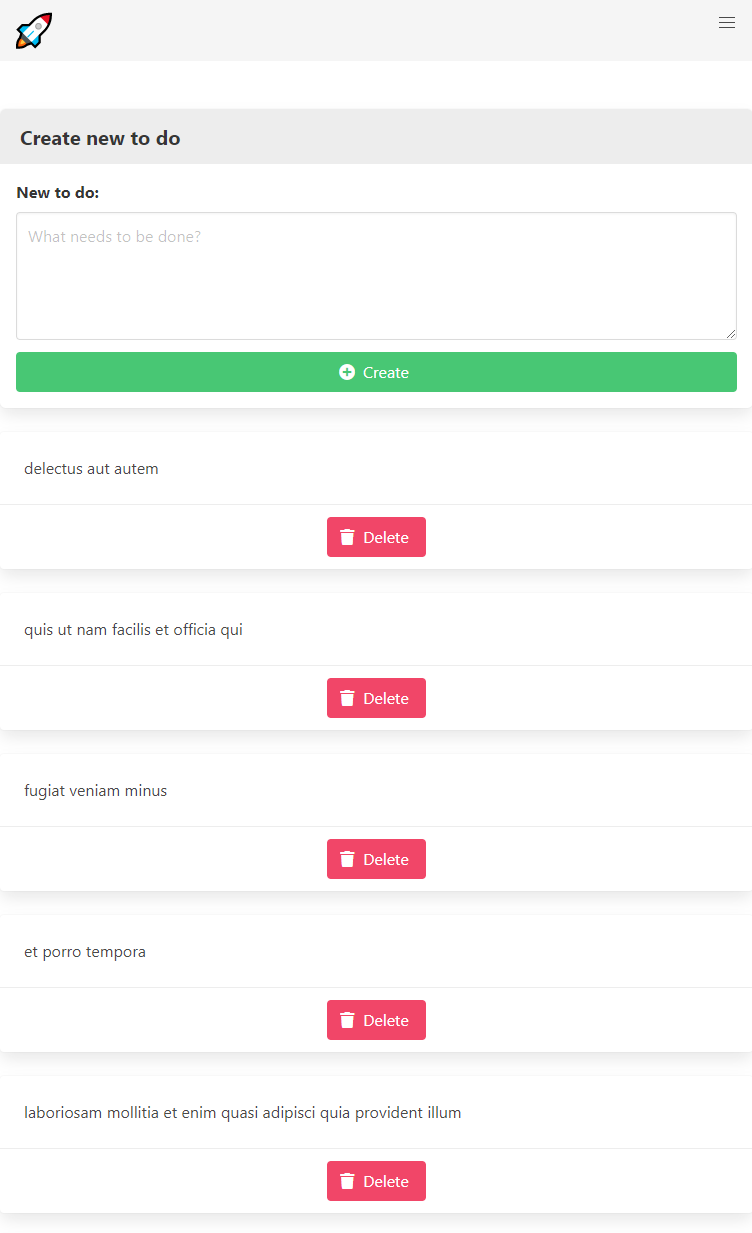 Create new to do
New to do:
What needs to be done?
Create
delectus aut autem
Delete
quis ut nam facilis et officia qui
Delete
fugiat veniam minus
Delete
et porro tempora
Delete
laboriosam mollitia et enim quasi adipisci quia provident illum
Delete